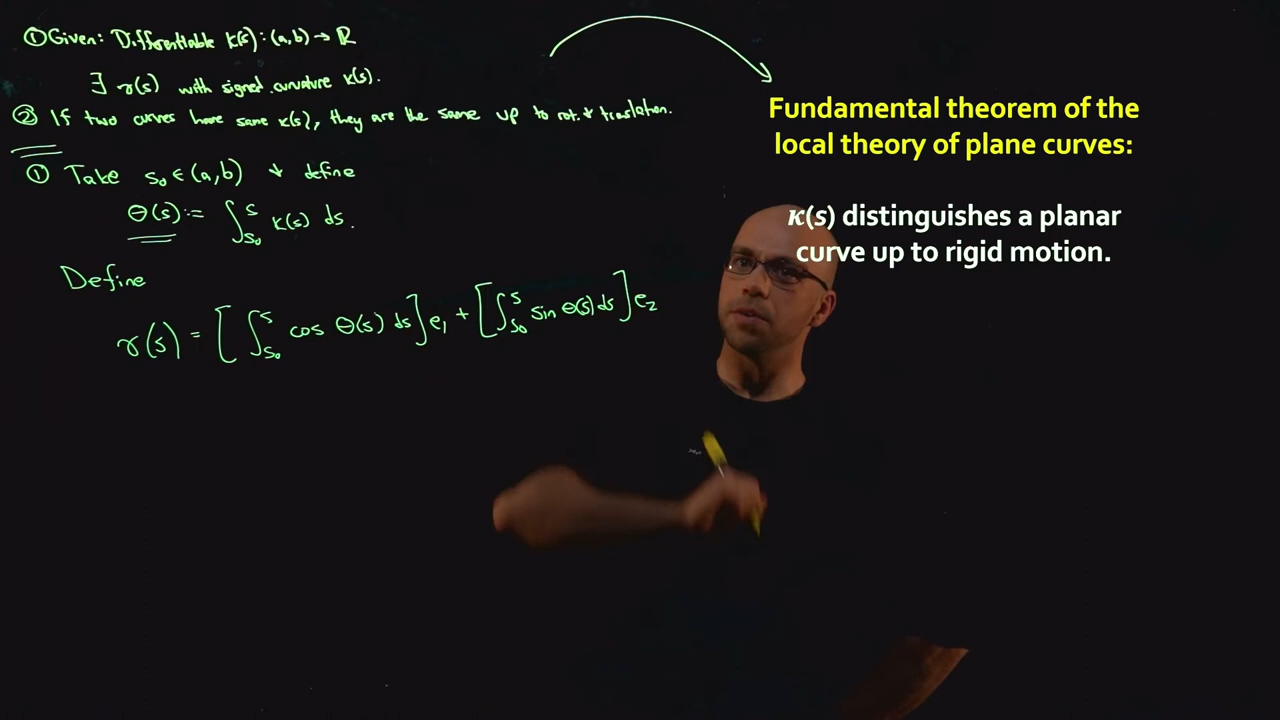 ① Given: Differentiable κ(s): (a,b) → ℝ
∃ r(s) with signed curvature κ(s).
② If two curves have same κ(s), they are the same up to rot. & translation.
① Take s₀ ∈ (a,b) & define
θ(s) := ∫_{s₀}^{s} κ(s) ds.
Define
r(s) = [∫_{s₀}^{s} cos θ(s) ds] e₁ + [∫_{s₀}^{s} sin θ(s) ds] e₂
Fundamental theorem of the
local theory of plane curves:
κ(s) distinguishes a planar
curve up to rigid motion.